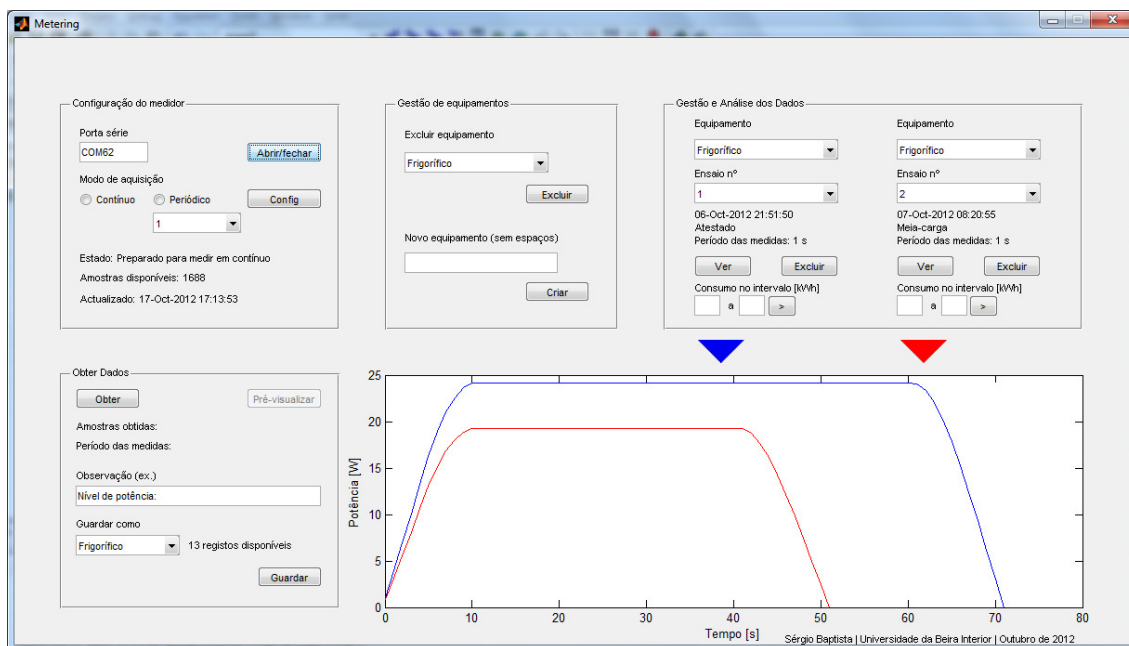 Metering
Configuração do medidor
Porta série
COM62
Abrir/fechar
Modo de aquisição
Contínuo
Periódico
Config
1
Estado: Preparado para medir em contínuo
Amostras disponíveis: 1688
Actualizado: 17-Oct-2012 17:13:53
Gestão de equipamentos
Excluir equipamento
Frigorífico
Excluir
Novo equipamento (sem espaços)
Criar
Gestão e Análise dos Dados
Equipamento
Frigorífico
Ensaio nº
1
06-Oct-2012 21:51:50
Atestado
Período das medidas: 1 s
Ver
Excluir
Consumo no intervalo [kWh]
a
>
Equipamento
Frigorífico
Ensaio nº
2
07-Oct-2012 08:20:55
Meia-carga
Período das medidas: 1 s
Ver
Excluir
Consumo no intervalo [kWh]
a
>
Obter Dados
Obter
Pré-visualizar
Amostras obtidas:
Período das medidas:
Observação (ex.)
Nível de potência:
Guardar como
Frigorífico
13 registos disponíveis
Guardar
Potência [W]
25
20
15
10
5
0
0 10 20 30 40 50 60 70 80
Tempo [s]
Sérgio Baptista | Universidade da Beira Interior | Outubro de 2012